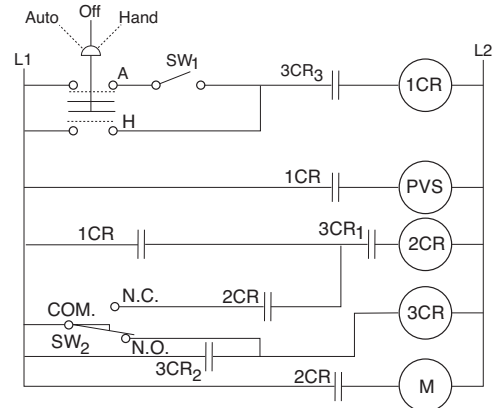 Off
Auto Hand
L1 L2
A SW1 3CR3 1CR
H
1CR PVS
1CR 3CR1 2CR
N.C. 2CR
COM. 3CR
SW2 N.O.
3CR2 2CR M